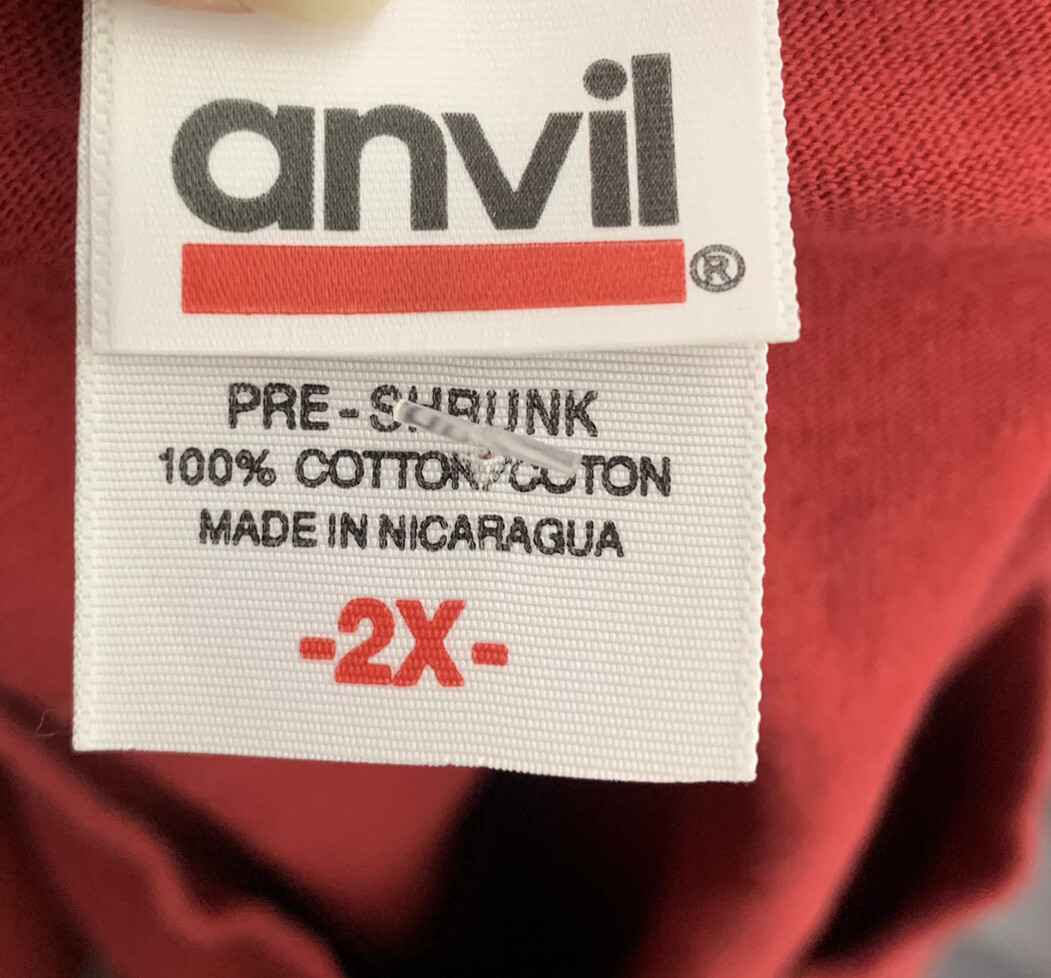 anvil
®
PRE-SHRUNK
100% COTTON/COTON
MADE IN NICARAGUA
-2X-